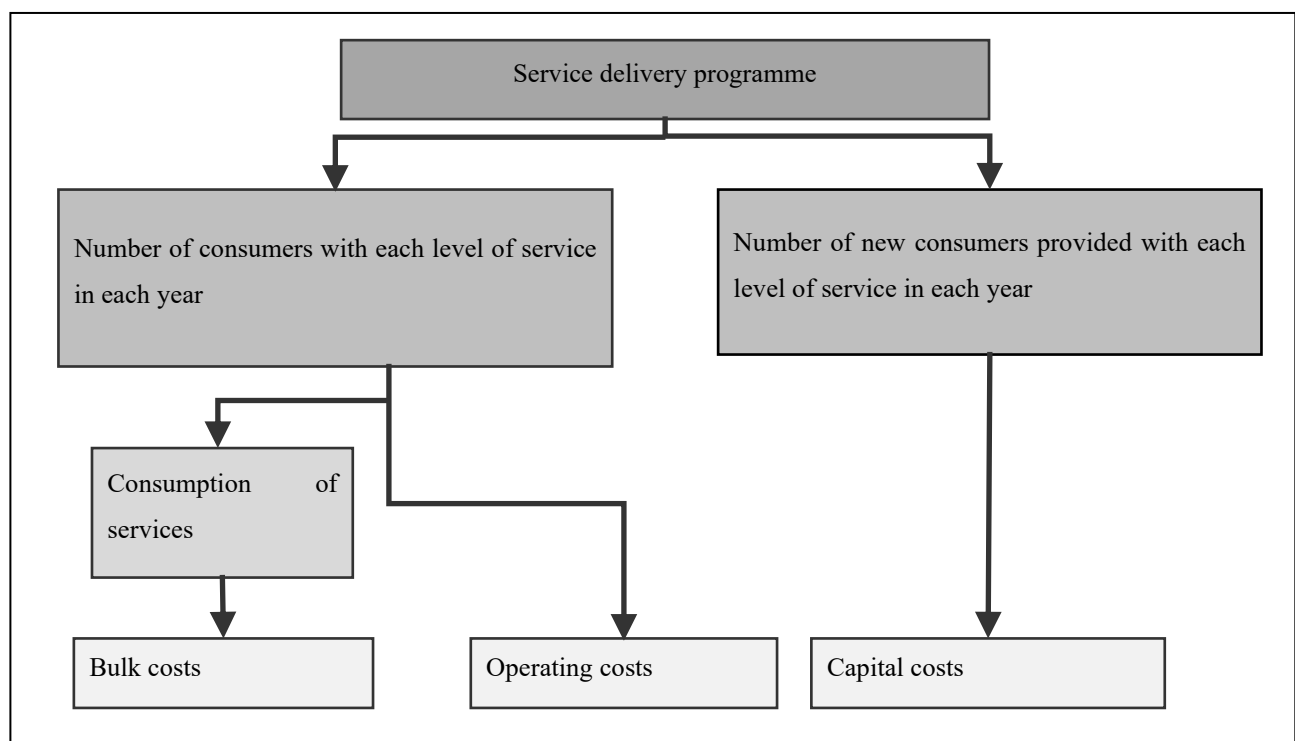 Service delivery programme
Number of consumers with each level of service
in each year
Number of new consumers provided with each
level of service in each year
Consumption of
services
Bulk costs
Operating costs
Capital costs